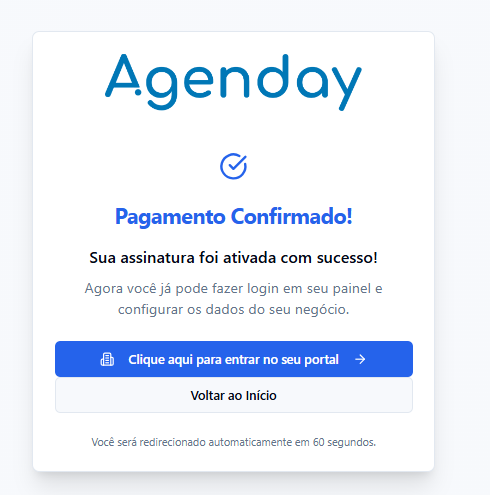 Agenday
Pagamento Confirmado!
Sua assinatura foi ativada com sucesso!
Agora você já pode fazer login em seu painel e
configurar os dados do seu negócio.
Clique aqui para entrar no seu portal
Voltar ao Início
Você será redirecionado automaticamente em 60 segundos.